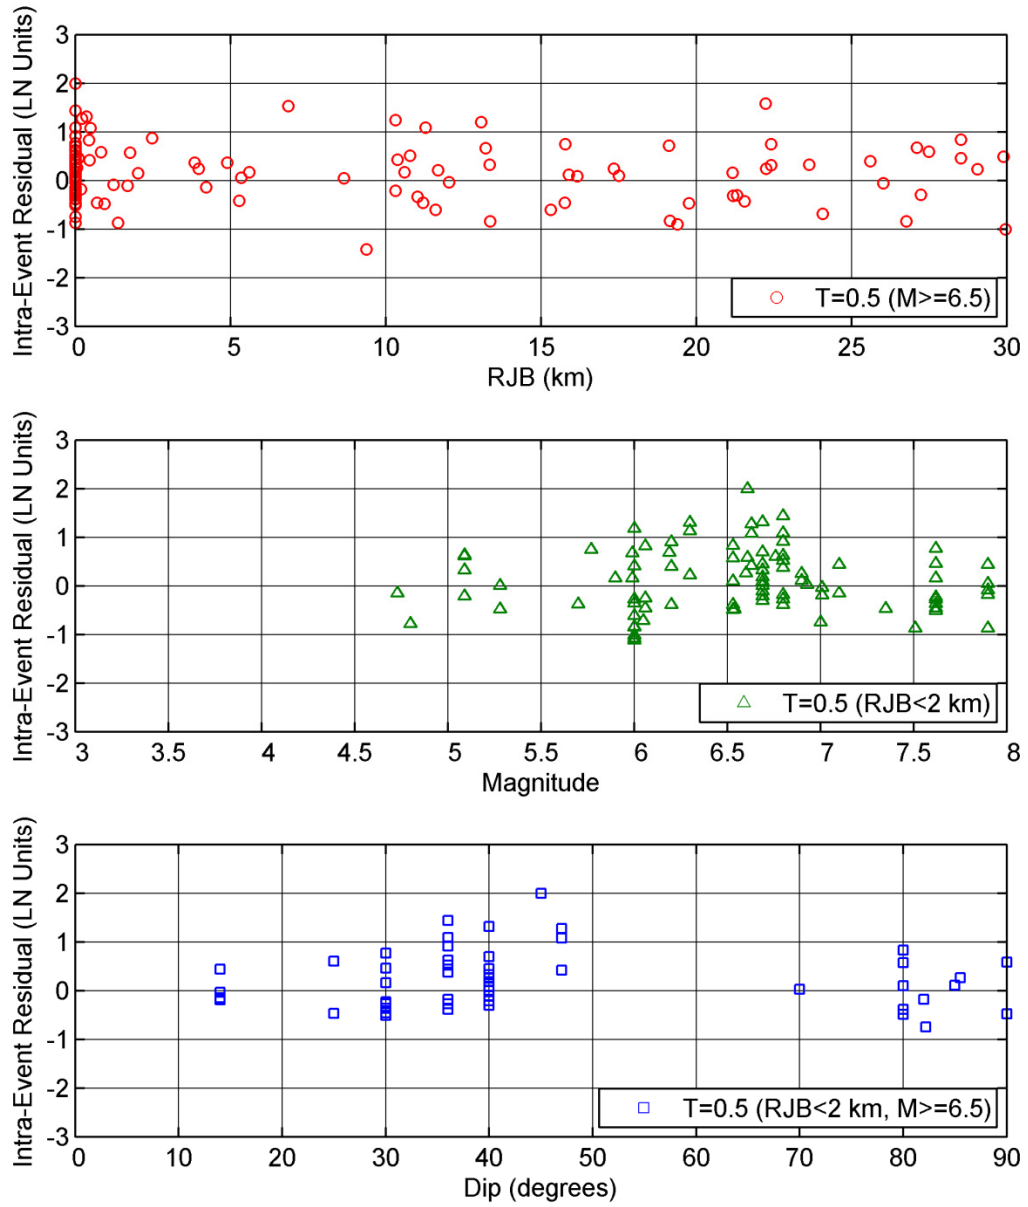 Intra-Event Residual (LN Units)
3
2
1
0
-1
-2
-3
T=0.5 (M>=6.5)
0 5 10 15 20 25 30
RJB (km)
Intra-Event Residual (LN Units)
3
2
1
0
-1
-2
-3
T=0.5 (RJB<2 km)
3 3.5 4 4.5 5 5.5 6 6.5 7 7.5 8
Magnitude
Intra-Event Residual (LN Units)
3
2
1
0
-1
-2
-3
T=0.5 (RJB<2 km, M>=6.5)
0 10 20 30 40 50 60 70 80 90
Dip (degrees)